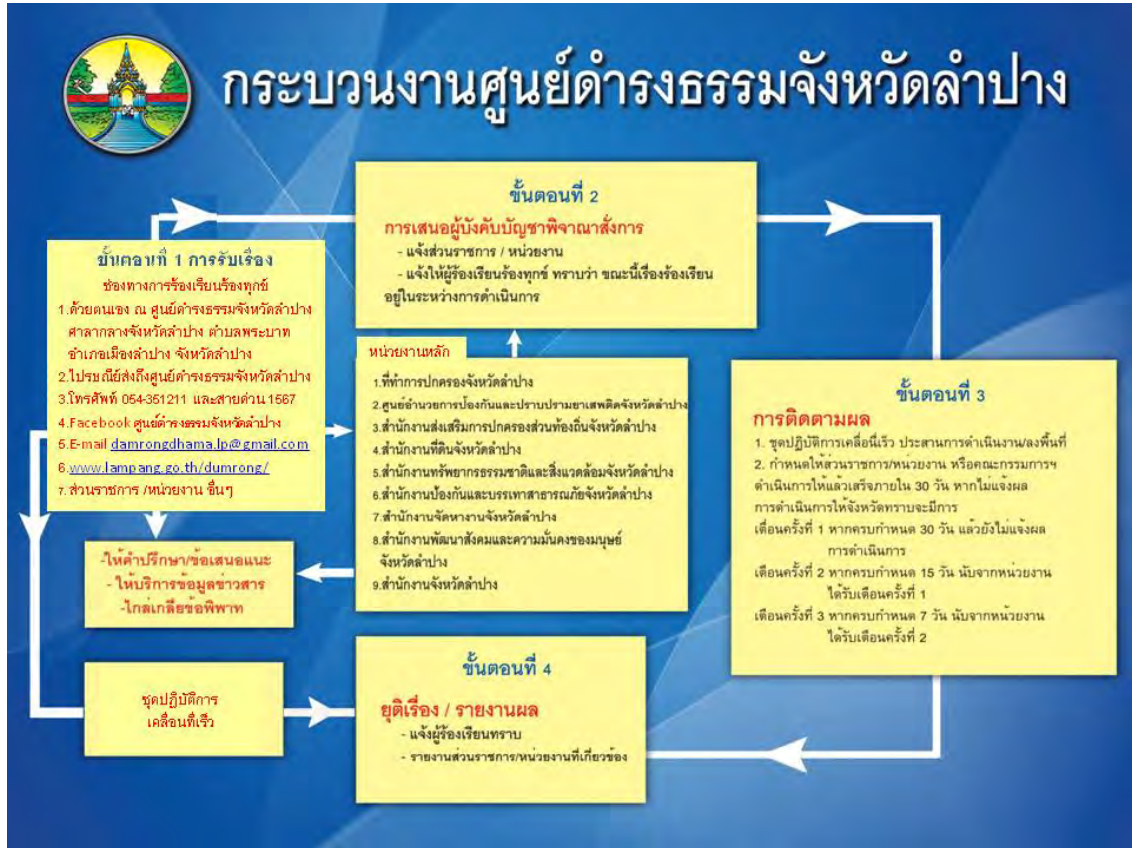 กระบวนงานศูนย์ดำรงธรรมจังหวัดลำปาง
ขั้นตอนที่ 1 การรับเรื่อง
ช่องทางการร้องเรียนร้องทุกข์
1.ด้วยตนเอง ณ ศูนย์ดำรงธรรมจังหวัดลำปาง
ศาลากลางจังหวัดลำปาง ตำบลพระบาท
อำเภอเมืองลำปาง จังหวัดลำปาง
2.ไปรษณีย์ส่งถึงศูนย์ดำรงธรรมจังหวัดลำปาง
3.โทรศัพท์ 054-351211 และสายด่วน 1567
4.Facebook ศูนย์ดำรงธรรมจังหวัดลำปาง
5.E-mail damrongdhama.lp@gmail.com
6.www.lampang.go.th/dumrong/
7.ส่วนราชการ /หน่วยงาน อื่นๆ
ขั้นตอนที่ 2
การเสนอผู้บังคับบัญชาพิจาณาสั่งการ
- แจ้งส่วนราชการ / หน่วยงาน
- แจ้งให้ผู้ร้องเรียนร้องทุกข์ ทราบว่า ขณะนี้เรื่องร้องเรียน
อยู่ในระหว่างการดำเนินการ
หน่วยงานหลัก
1.ที่ทำการปกครองจังหวัดลำปาง
2.ศูนย์อำนวยการป้องกันและปราบปรามยาเสพติดจังหวัดลำปาง
3.สำนักงานส่งเสริมการปกครองส่วนท้องถิ่นจังหวัดลำปาง
4.สำนักงานที่ดินจังหวัดลำปาง
5.สำนักงานทรัพยากรธรรมชาติและสิ่งแวดล้อมจังหวัดลำปาง
6.สำนักงานป้องกันและบรรเทาสาธารณภัยจังหวัดลำปาง
7.สำนักงานจัดหางานจังหวัดลำปาง
8.สำนักงานพัฒนาสังคมและความมั่นคงของมนุษย์
จังหวัดลำปาง
9.สำนักงานจังหวัดลำปาง
-ให้คำปรึกษา/ข้อเสนอแนะ
- ให้บริการข้อมูลข่าวสาร
-ไกล่เกลี่ยข้อพิพาท
ขั้นตอนที่ 3
การติดตามผล
1. ชุดปฏิบัติการเคลื่อนี่เร็ว ประสานการดำเนินงาน/ลงพื้นที่
2. กำหนดให้ส่วนราชการ/หน่วยงาน หรือคณะกรรมการฯ
ดำเนินการให้แล้วเสร็จภายใน 30 วัน หากไม่แจ้งผล
การดำเนินการให้จังหวัดทราบจะมีการ
เตือนครั้งที่ 1 หากครบกำหนด 30 วัน แล้วยังไม่แจ้งผล
การดำเนินการ
เตือนครั้งที่ 2 หากครบกำหนด 15 วัน นับจากหน่วยงาน
ได้รับเตือนครั้งที่ 1
เตือนครั้งที่ 3 หากครบกำหนด 7 วัน นับจากหน่วยงาน
ได้รับเตือนครั้งที่ 2
ชุดปฏิบัติการ
เคลื่อนที่เร็ว
ขั้นตอนที่ 4
ยุติเรื่อง / รายงานผล
- แจ้งผู้ร้องเรียนทราบ
- รายงานส่วนราชการ/หน่วยงานที่เกี่ยวข้อง